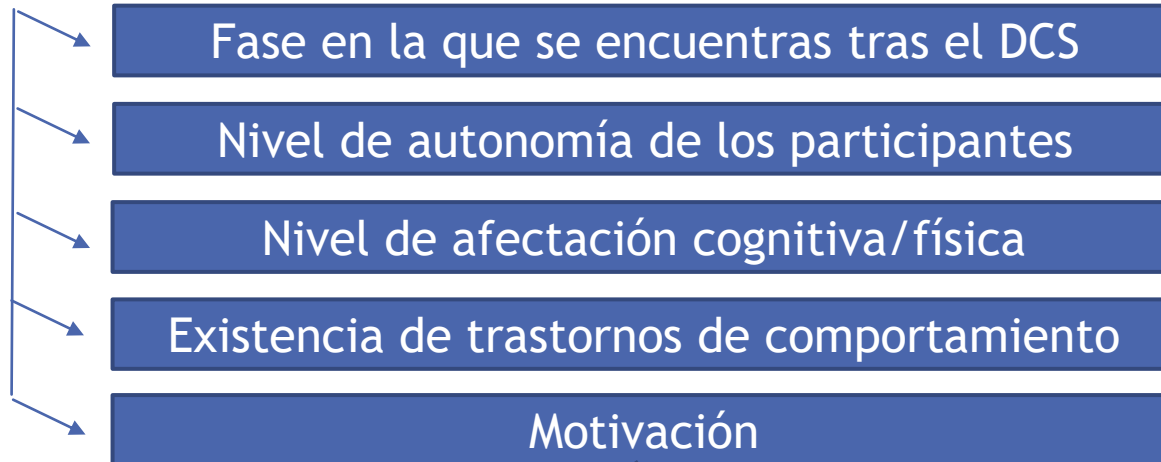 Fase en la que se encuentras tras el DCS
Nivel de autonomía de los participantes
Nivel de afectación cognitiva/física
Existencia de trastornos de comportamiento
Motivación